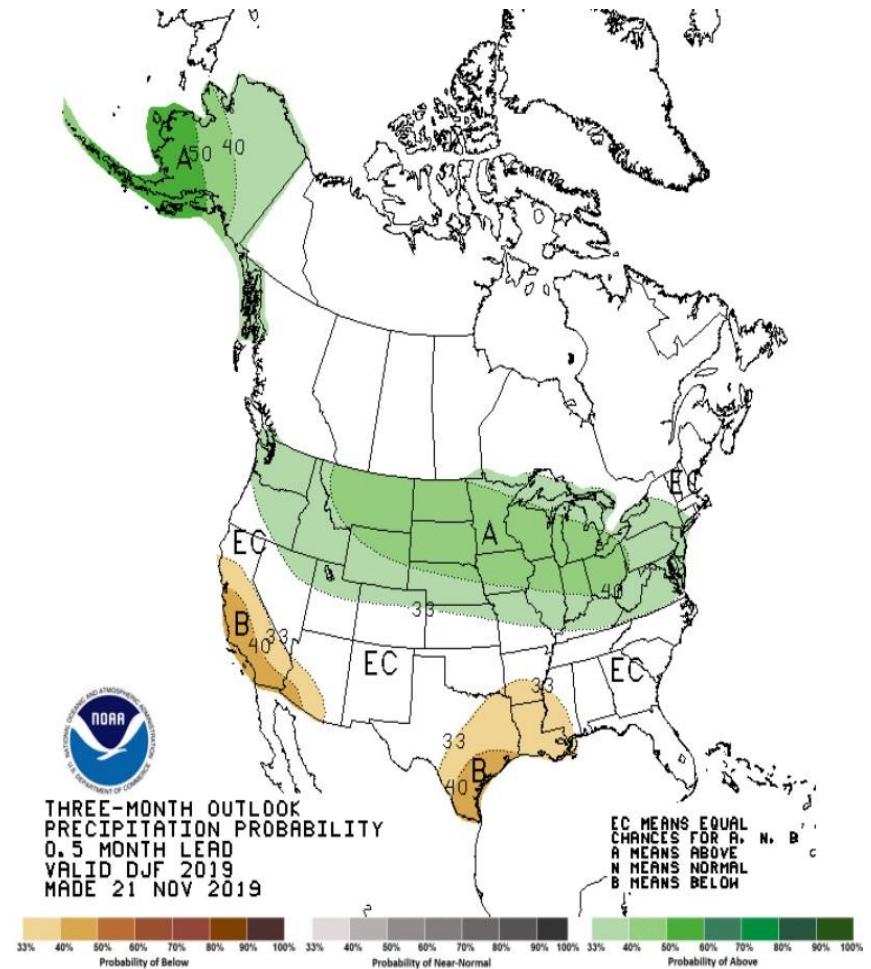 A 50 40
EC
A
EC
40
33
B
40 33
EC
EC
33
33
B
40
NATIONAL OCEANIC AND ATMOSPHERIC ADMINISTRATION
NOAA
U.S. DEPARTMENT OF COMMERCE
THREE-MONTH OUTLOOK
PRECIPITATION PROBABILITY
0.5 MONTH LEAD
VALID DJF 2019
MADE 21 NOV 2019
EC MEANS EQUAL
CHANCES FOR A, N, B
A MEANS ABOVE
N MEANS NORMAL
B MEANS BELOW
33% 40% 50% 60% 70% 80% 90% 100%
Probability of Below
33% 40% 50% 60% 70% 80% 90% 100%
Probability of Near-Normal
33% 40% 50% 60% 70% 80% 90% 100%
Probability of Above